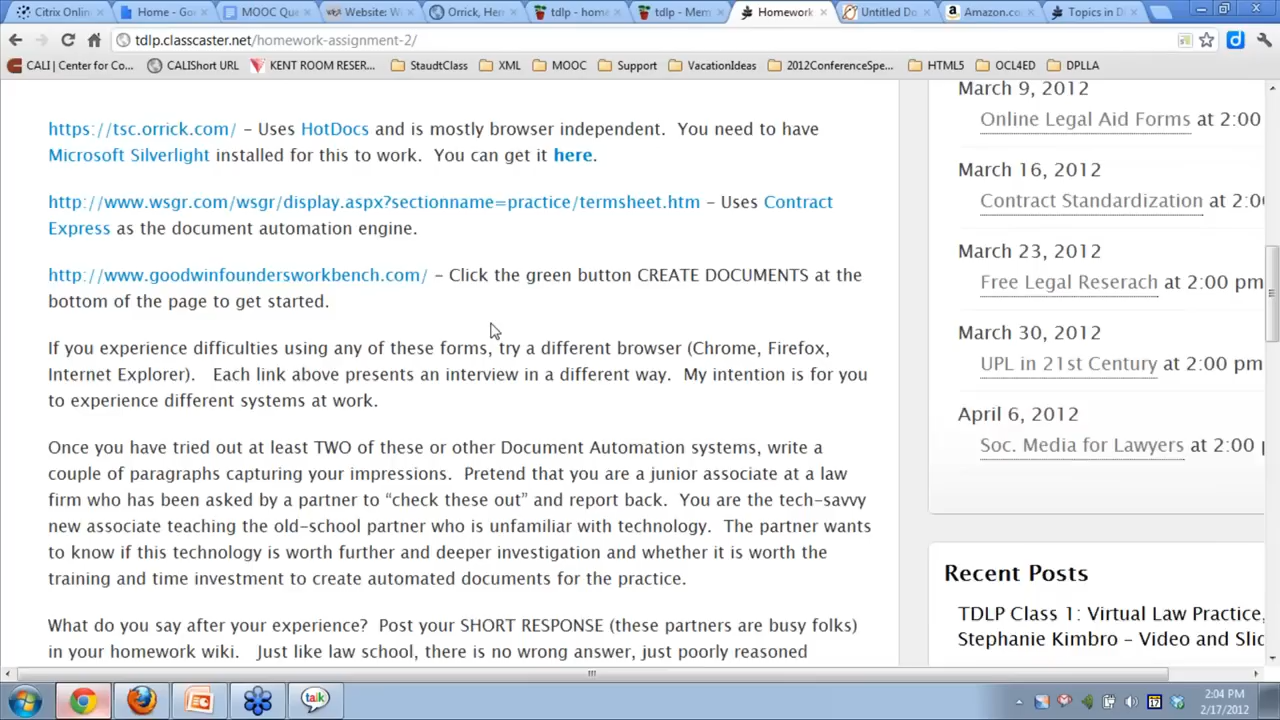 Citrix Onlin
Home - Goo
MOOC Que
Website: Wi
Orrick, Her
tdlp - home
tdlp - Mem
Homework
Untitled Do
Amazon.co
Topics in D
tdlp.classcaster.net/homework-assignment-2/
CALI | Center for Co...
CALIShort URL
KENT ROOM RESER...
StaudtClass
XML
MOOC
Support
VacationIdeas
2012ConferenceSpe...
HTML5
OCL4ED
DPLLA
https://tsc.orrick.com/ – Uses HotDocs and is mostly browser independent. You need to have
Microsoft Silverlight installed for this to work. You can get it here.
http://www.wsgr.com/wsgr/display.aspx?sectionname=practice/termsheet.htm – Uses Contract
Express as the document automation engine.
http://www.goodwinfoundersworkbench.com/ – Click the green button CREATE DOCUMENTS at the
bottom of the page to get started.
If you experience difficulties using any of these forms, try a different browser (Chrome, Firefox,
Internet Explorer). Each link above presents an interview in a different way. My intention is for you
to experience different systems at work.
Once you have tried out at least TWO of these or other Document Automation systems, write a
couple of paragraphs capturing your impressions. Pretend that you are a junior associate at a law
firm who has been asked by a partner to “check these out” and report back. You are the tech-savvy
new associate teaching the old-school partner who is unfamiliar with technology. The partner wants
to know if this technology is worth further and deeper investigation and whether it is worth the
training and time investment to create automated documents for the practice.
What do you say after your experience? Post your SHORT RESPONSE (these partners are busy folks)
in your homework wiki. Just like law school, there is no wrong answer, just poorly reasoned
March 9, 2012
Online Legal Aid Forms at 2:00
March 16, 2012
Contract Standardization at 2:0
March 23, 2012
Free Legal Reserach at 2:00 pm
March 30, 2012
UPL in 21st Century at 2:00 pm
April 6, 2012
Soc. Media for Lawyers at 2:00
Recent Posts
TDLP Class 1: Virtual Law Practice,
Stephanie Kimbro – Video and Slid
talk
17
2:04 PM
2/17/2012